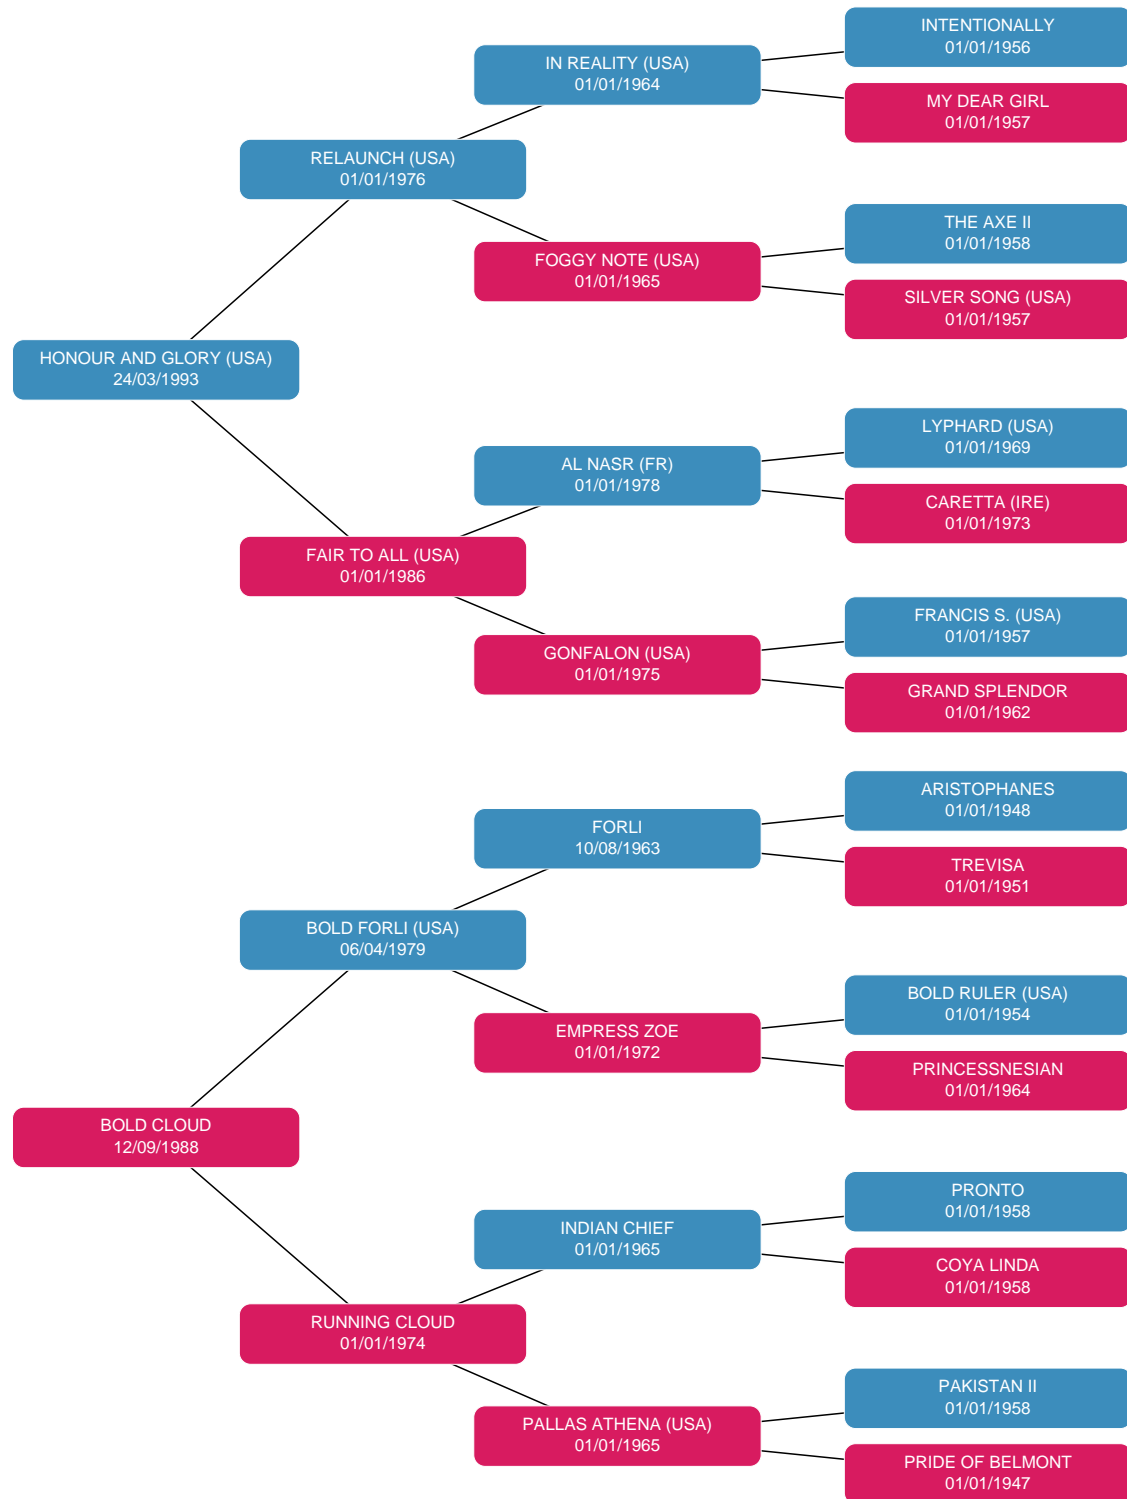 INTENTIONALLY
01/01/1956
IN REALITY (USA)
01/01/1964
MY DEAR GIRL
01/01/1957
RELAUNCH (USA)
01/01/1976
THE AXE II
01/01/1958
FOGGY NOTE (USA)
01/01/1965
SILVER SONG (USA)
01/01/1957
HONOUR AND GLORY (USA)
24/03/1993
LYPHARD (USA)
01/01/1969
AL NASR (FR)
01/01/1978
CARETTA (IRE)
01/01/1973
FAIR TO ALL (USA)
01/01/1986
FRANCIS S. (USA)
01/01/1957
GONFALON (USA)
01/01/1975
GRAND SPLENDOR
01/01/1962
ARISTOPHANES
01/01/1948
FORLI
10/08/1963
TREVISA
01/01/1951
BOLD FORLI (USA)
06/04/1979
BOLD RULER (USA)
01/01/1954
EMPRESS ZOE
01/01/1972
PRINCESSNESIAN
01/01/1964
BOLD CLOUD
12/09/1988
PRONTO
01/01/1958
INDIAN CHIEF
01/01/1965
COYA LINDA
01/01/1958
RUNNING CLOUD
01/01/1974
PAKISTAN II
01/01/1958
PALLAS ATHENA (USA)
01/01/1965
PRIDE OF BELMONT
01/01/1947